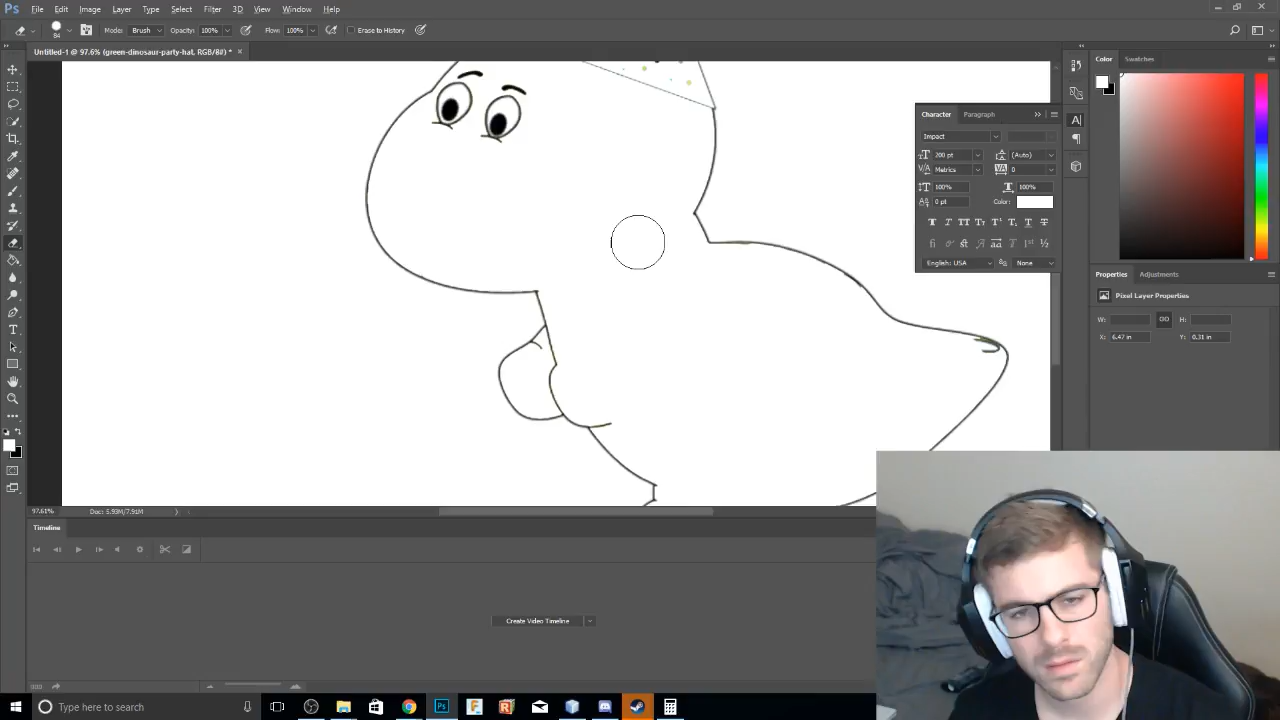 Ps File Edit Image Layer Type Select Filter 3D View Window Help
84 Mode: Brush Opacity: 100% Flow: 100% Erase to History
Untitled-1 @ 97.6% (green-dinosaur-party-hat, RGB/8#) * ×
Color Swatches
Character Paragraph
Impact
200 pt (Auto)
Metrics 0
100% 100%
0 pt Color:
English: USA None
Properties Adjustments
Pixel Layer Properties
W: H:
X: 6.47 in Y: 0.31 in
97.61% Doc: 5.93M/7.91M
Timeline
Create Video Timeline
Type here to search